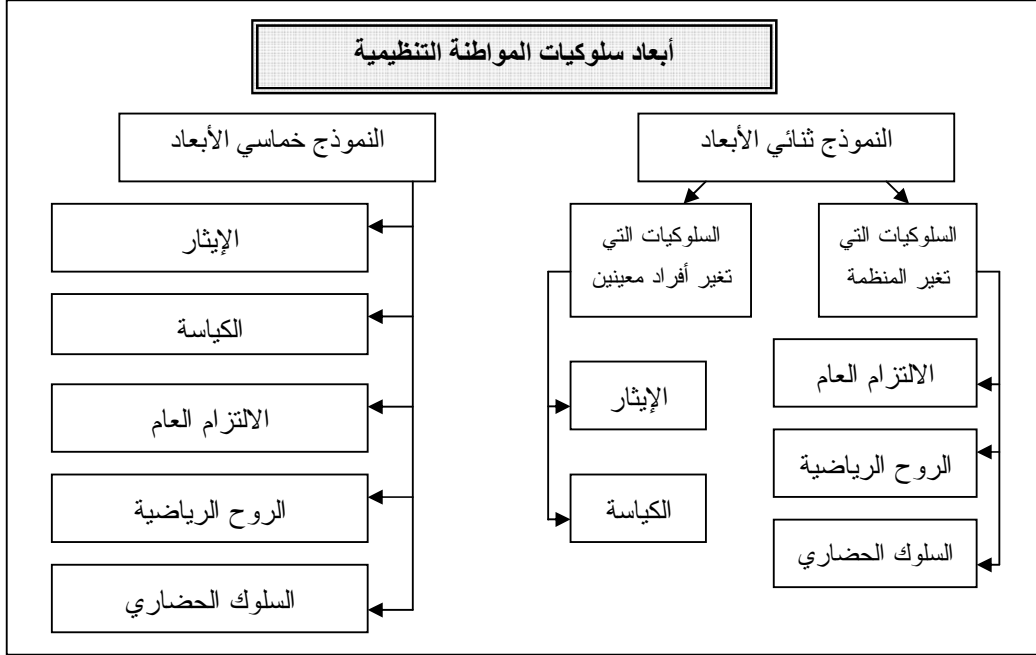 أبعاد سلوكيات المواطنة التنظيمية
النموذج ثنائي الأبعاد
السلوكيات التي
تغير المنظمة
الالتزام العام
الروح الرياضية
السلوك الحضاري
السلوكيات التي
تغير أفراد معينين
الإيثار
الكياسة
النموذج خماسي الأبعاد
الإيثار
الكياسة
الالتزام العام
الروح الرياضية
السلوك الحضاري